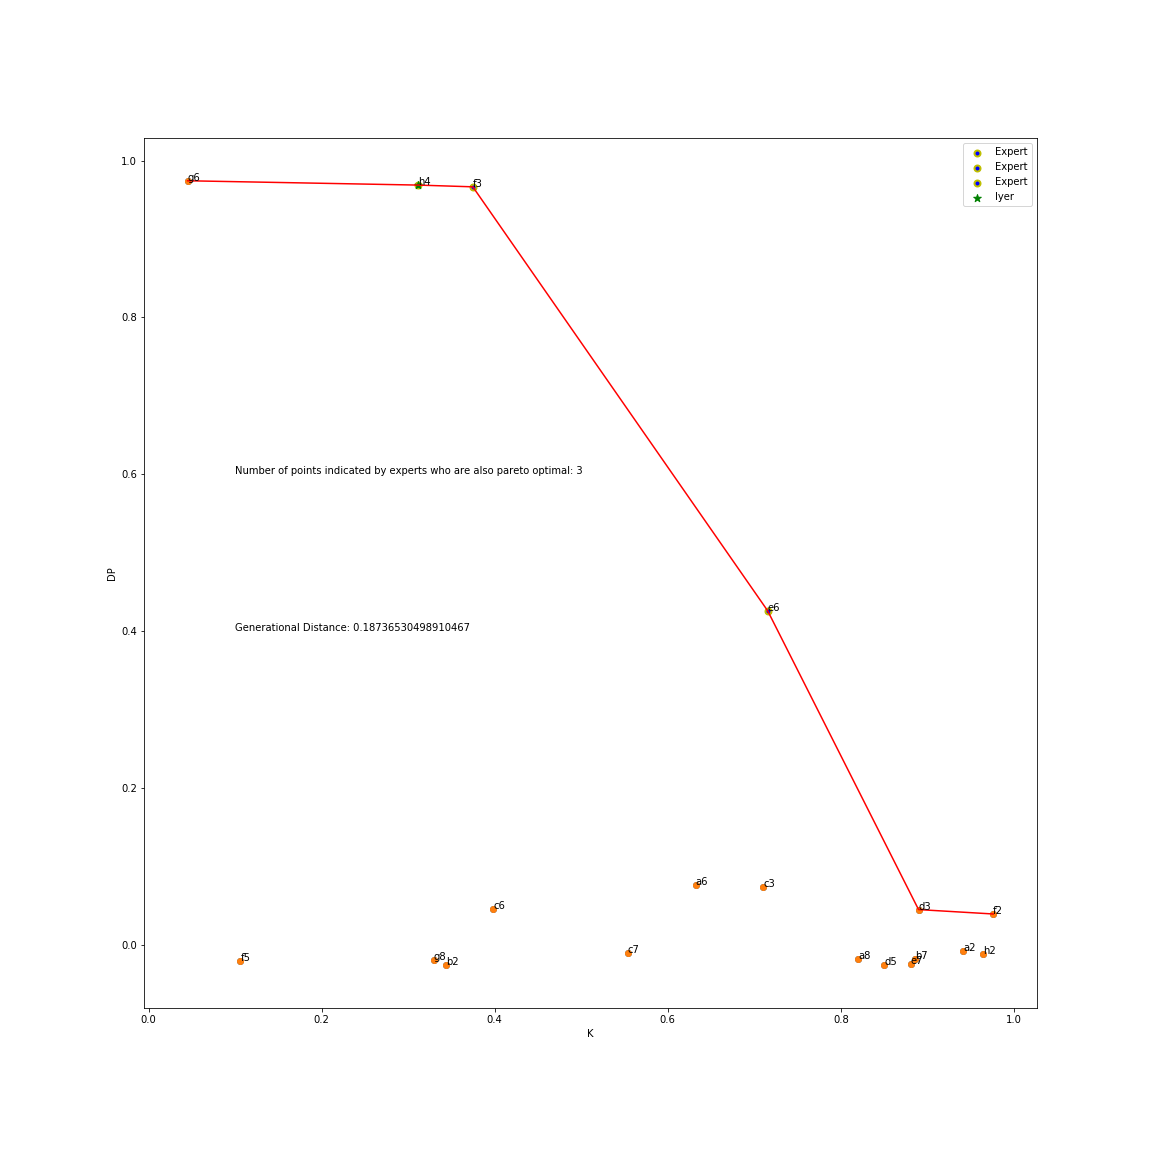 1.0
0.8
0.6
0.4
0.2
0.0
DP
0.0
0.2
0.4
0.6
0.8
1.0
K
Expert
Expert
Expert
Iyer
g6
h4
f3
Number of points indicated by experts who are also pareto optimal: 3
e6
Generational Distance: 0.18736530498910467
a6
c3
c6
d3
f2
f5
g8
b2
c7
a8
d5
e7
b7
a2
h2